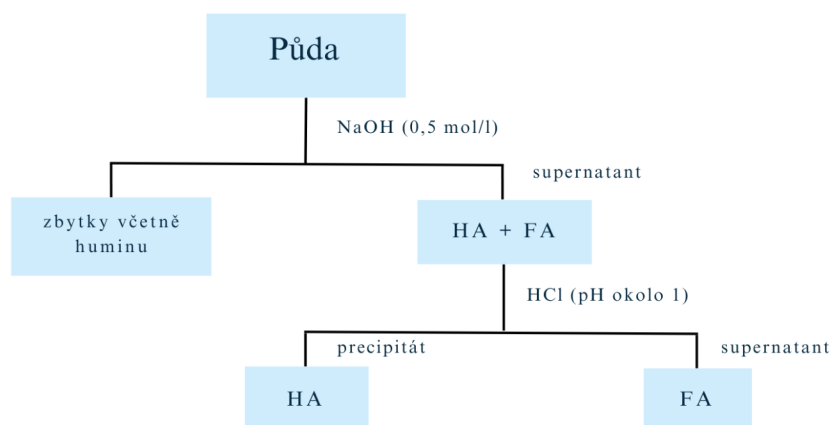 Půda
NaOH (0,5 mol/l)
supernatant
zbytky včetně
huminu
HA + FA
HCl (pH okolo 1)
precipitát
supernatant
HA
FA